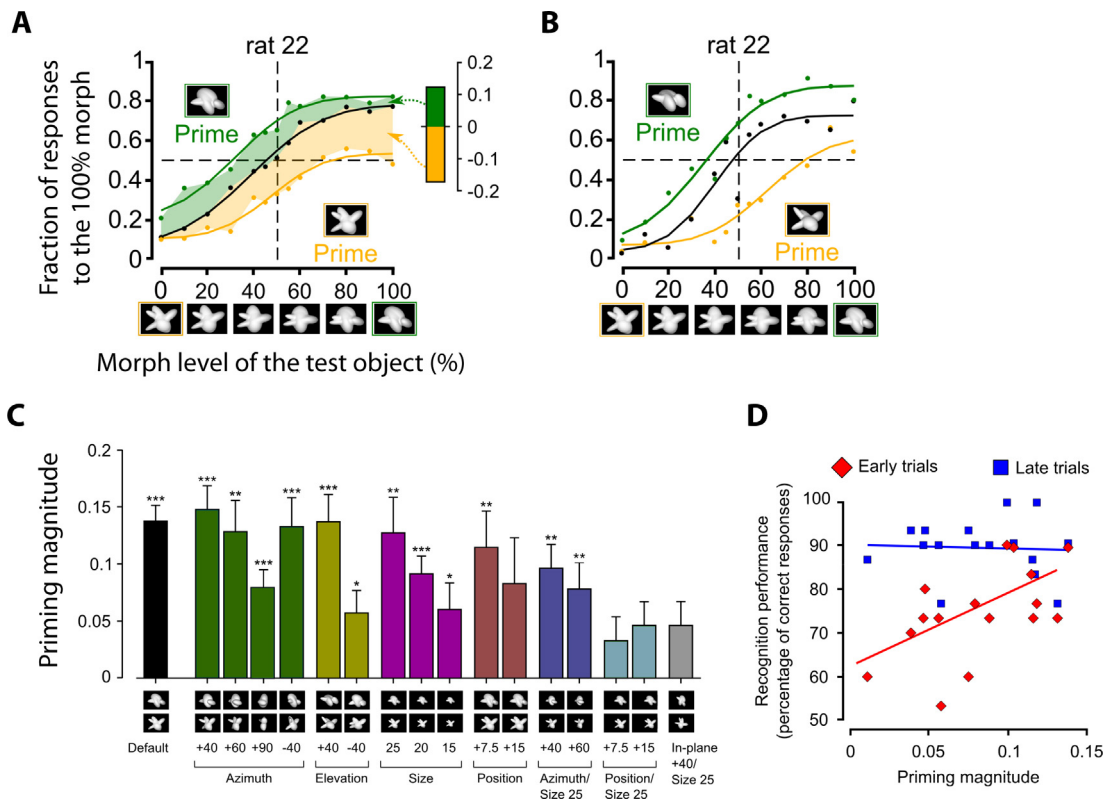 A
rat 22
Fraction of responses
to the 100% morph
1
0.8
0.6
0.4
0.2
0
Prime
Prime
0.2
0.1
0
-0.1
-0.2
0 20 40 60 80 100
Morph level of the test object (%)
B
rat 22
1
0.8
0.6
0.4
0.2
0
Prime
Prime
0 20 40 60 80 100
C
Priming magnitude
0.2
0.15
0.1
0.05
0
*** *** ** *** *** *** * ** *** * ** ** **
Default +40 +60 +90 -40 +40 -40 25 20 15 +7.5 +15 +40 +60 +7.5 +15 In-plane
+40/
Size 25
Azimuth Elevation Size Position Azimuth/
Size 25
Position/
Size 25
D
Early trials Late trials
Recognition performance
(percentage of correct responses)
100
90
80
70
60
50
0 0.05 0.1 0.15
Priming magnitude